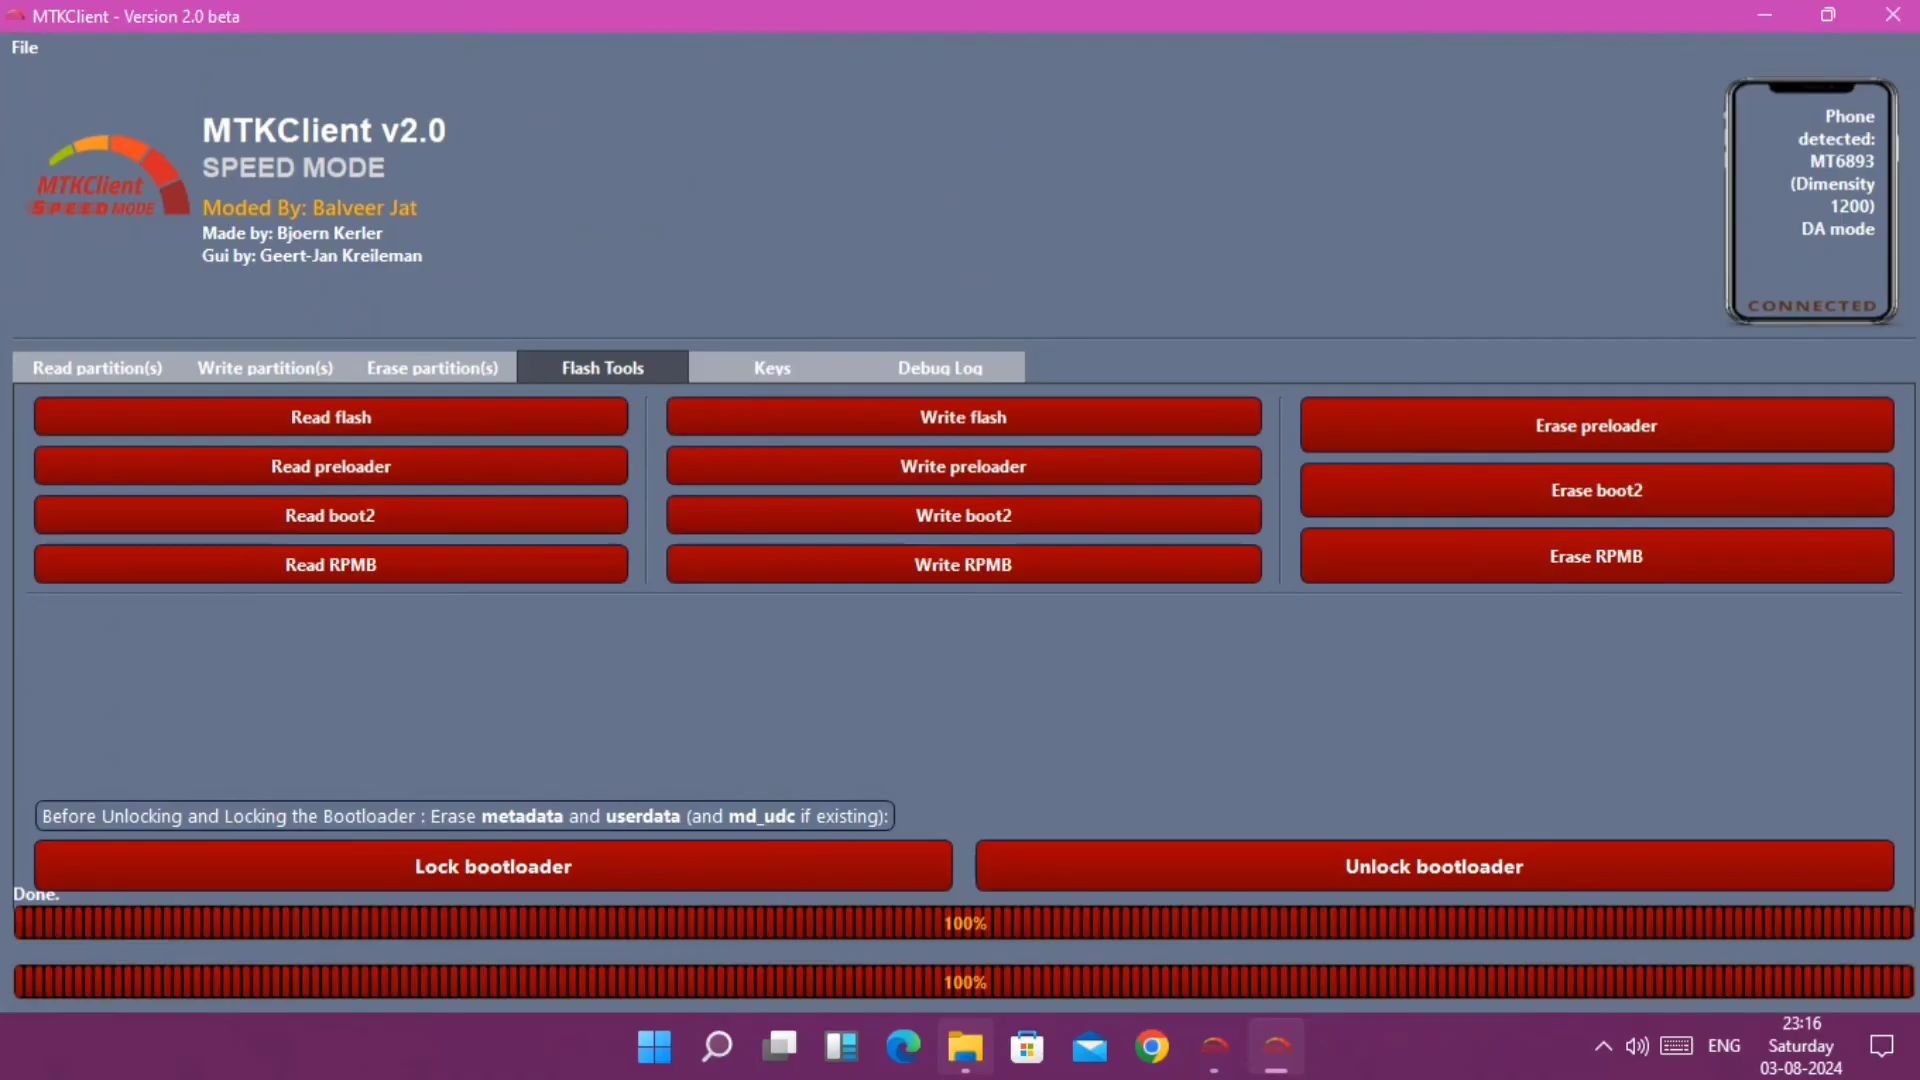 MTKClient - Version 2.0 beta
File
MTKClient
SPEED MODE
MTKClient v2.0
SPEED MODE
Moded By: Balveer Jat
Made by: Bjoern Kerler
Gui by: Geert-Jan Kreileman
Phone
detected:
MT6893
(Dimensity
1200)
DA mode
CONNECTED
Read partition(s) Write partition(s) Erase partition(s) Flash Tools Keys Debug Log
Read flash Write flash Erase preloader
Read preloader Write preloader
Read boot2 Write boot2 Erase boot2
Read RPMB Write RPMB Erase RPMB
Before Unlocking and Locking the Bootloader : Erase metadata and userdata (and md_udc if existing):
Lock bootloader Unlock bootloader
Done.
100%
100%
23:16
ENG Saturday
03-08-2024